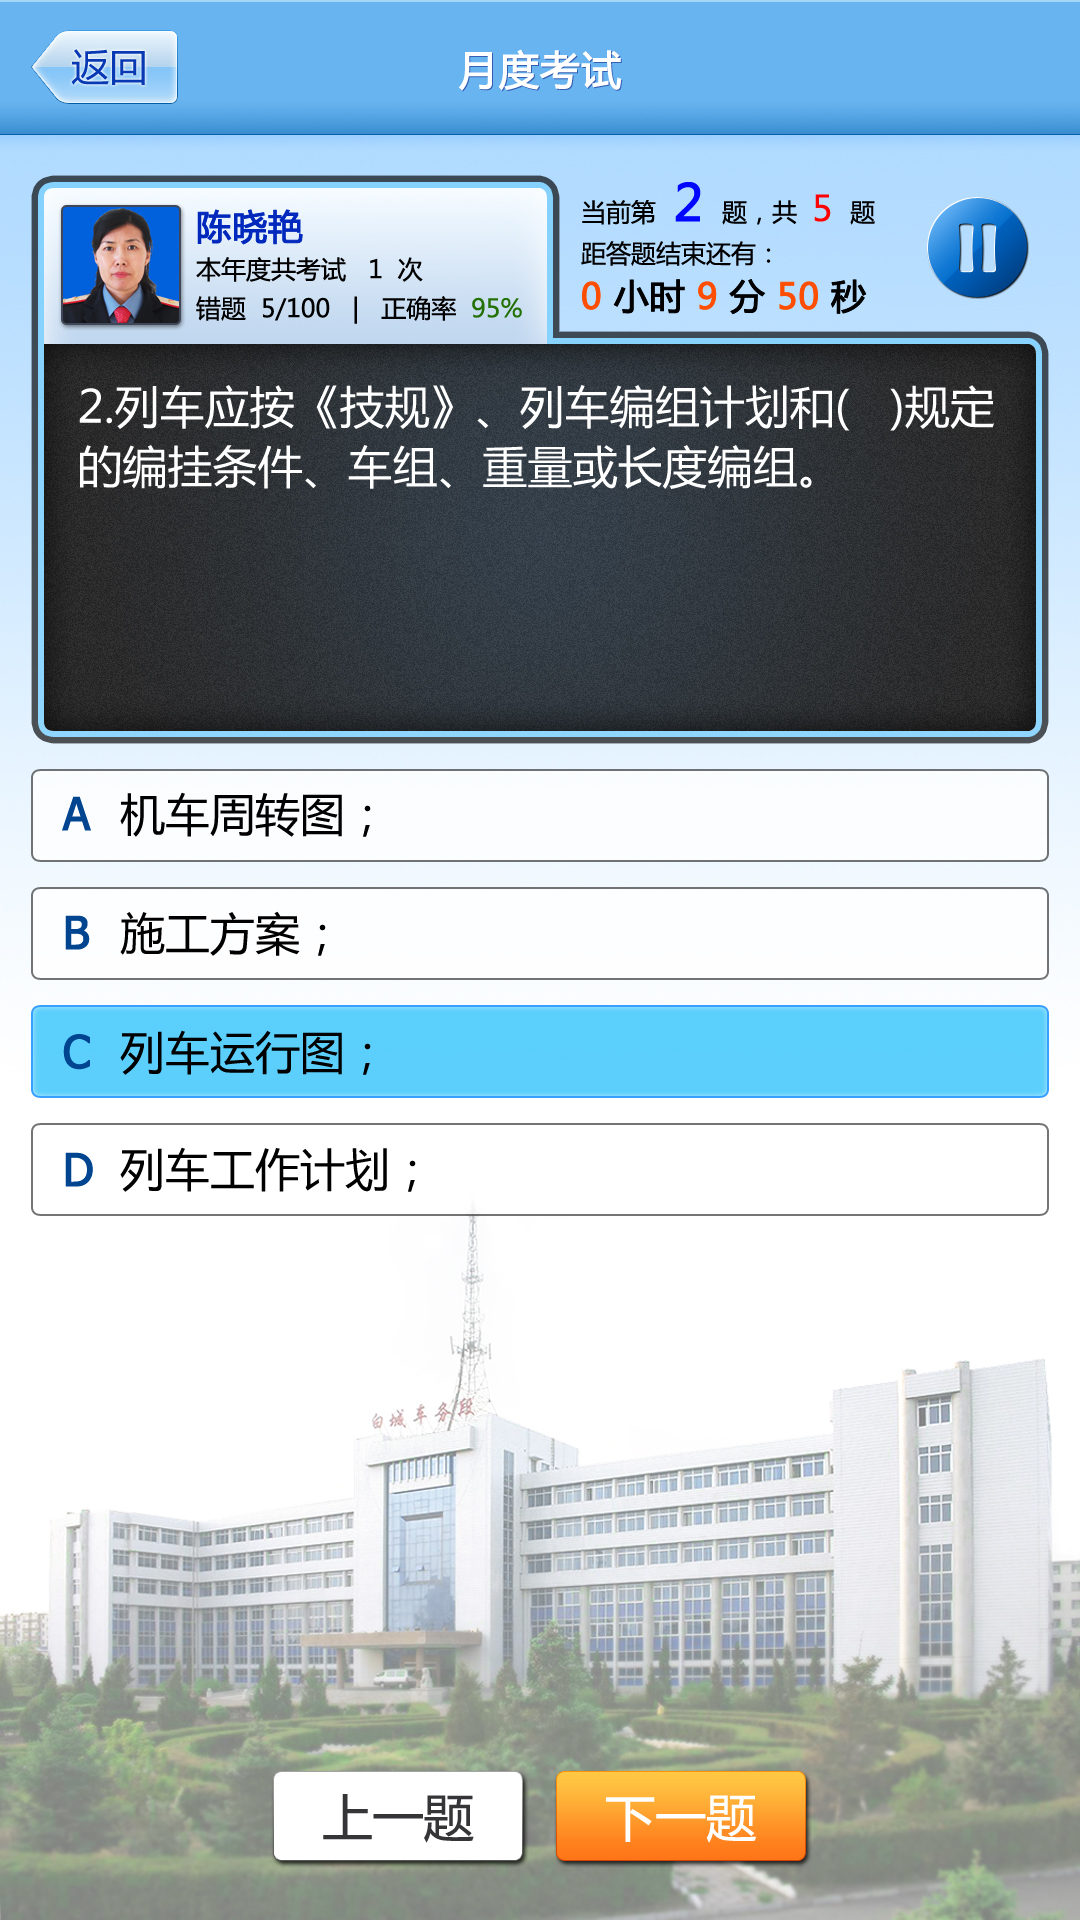 返回
月度考试
陈晓艳
本年度共考试 1 次
错题 5/100 | 正确率 95%
当前第 2 题，共 5 题
距答题结束还有：
0 小时 9 分 50 秒
2.列车应按《技规》、列车编组计划和( )规定
的编挂条件、车组、重量或长度编组。
A 机车周转图；
B 施工方案；
C 列车运行图；
D 列车工作计划；
白城车务段
上一题
下一题